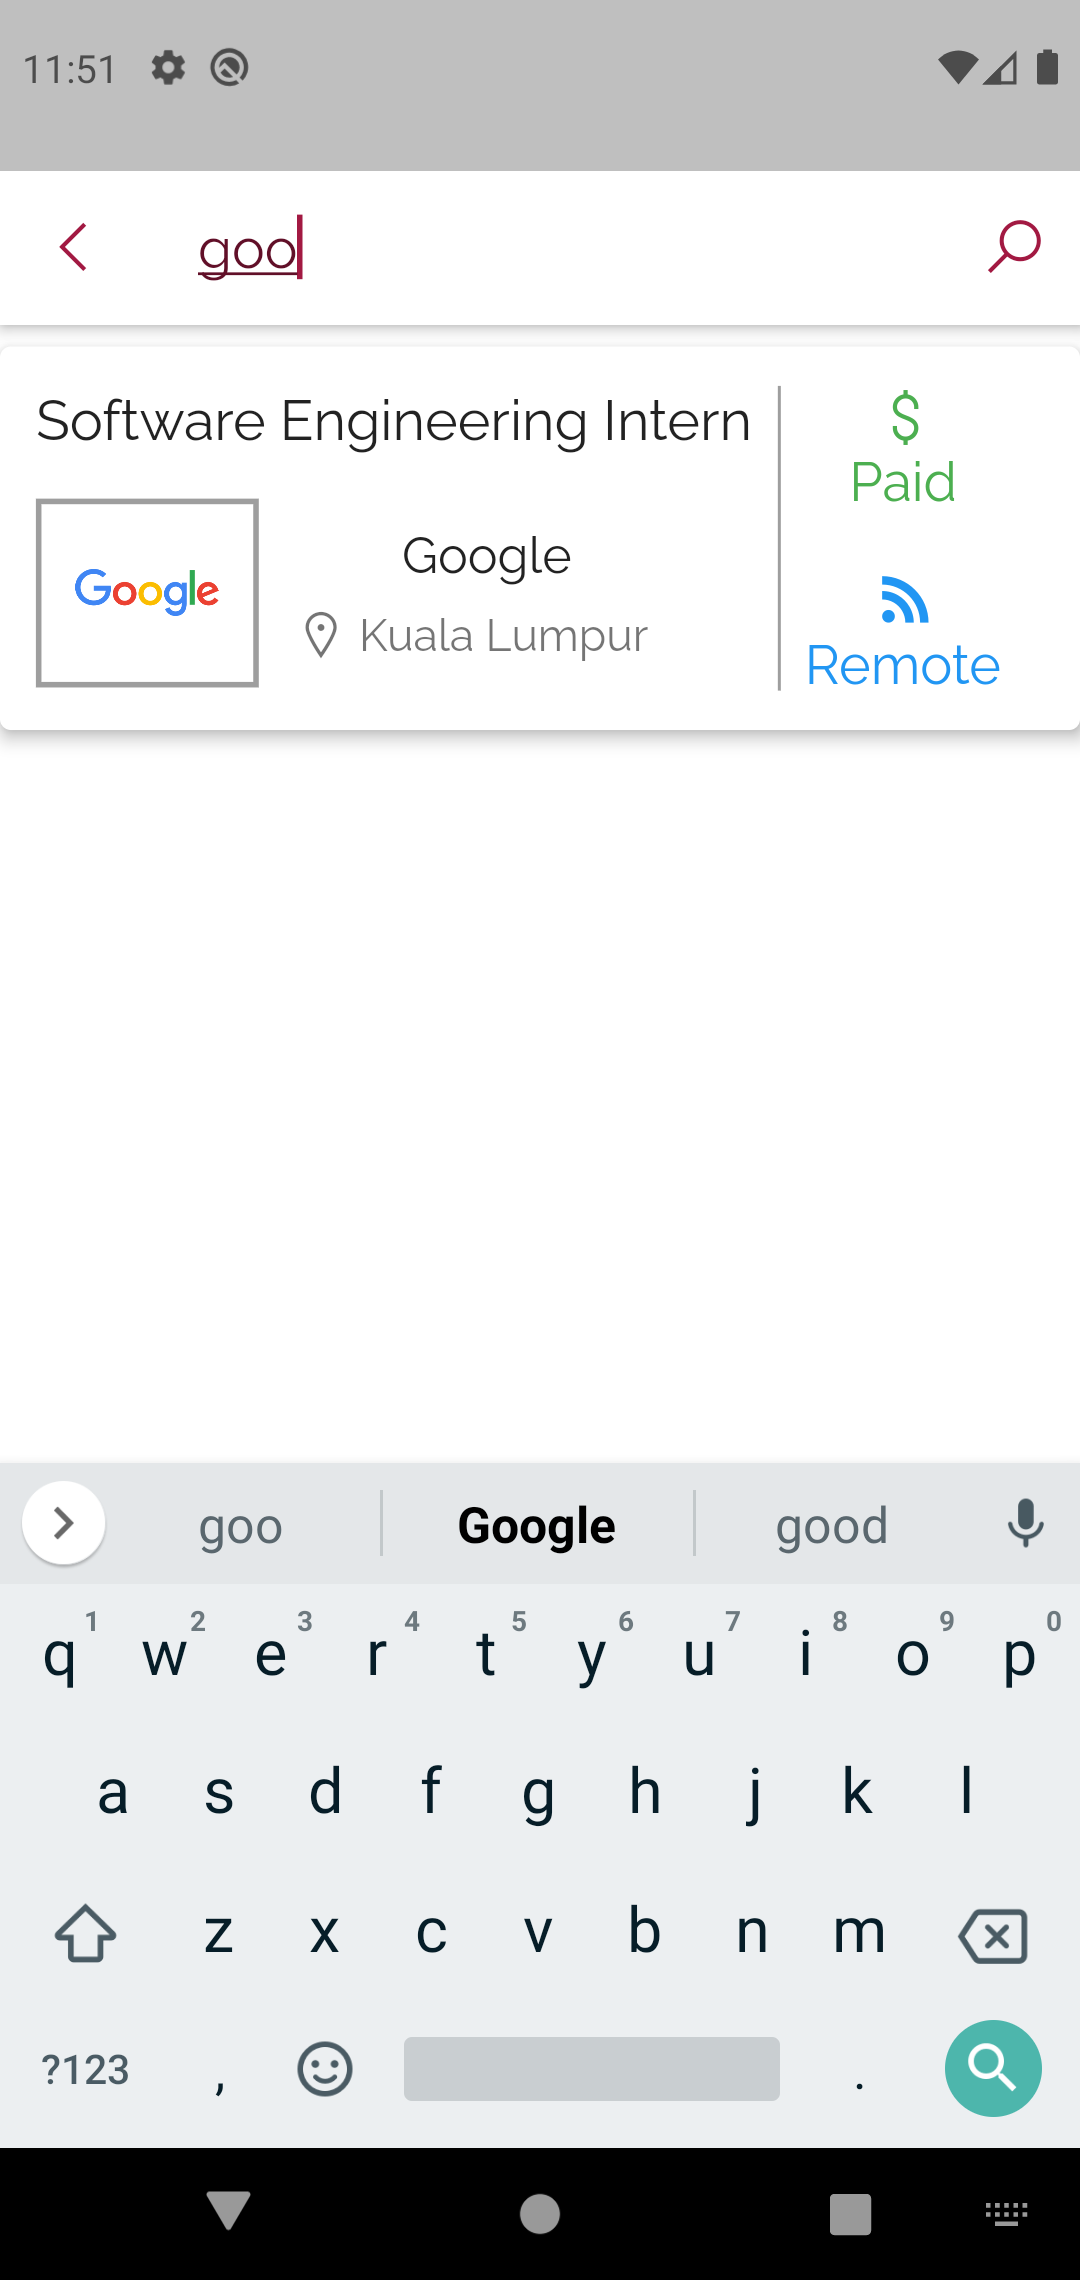 11:51
goo
Software Engineering Intern
$
Paid
Google
Google
Kuala Lumpur
Remote
goo Google good
q 1 w 2 e 3 r 4 t 5 y 6 u 7 i 8 o 9 p 0
a s d f g h j k l
z x c v b n m
?123 , .